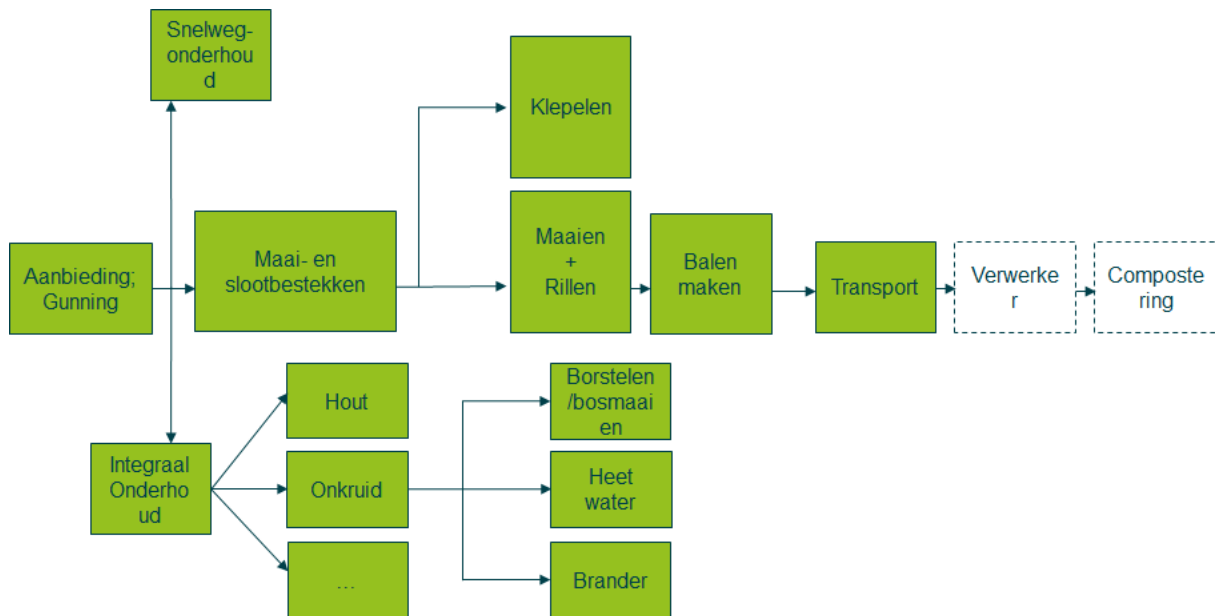 Snelweg-
onderhou
d
Klepelen
Aanbieding;
Gunning
Maai- en
slootbestekken
Maaien
+
Rillen
Balen
maken
Transport
Verwerke
r
Composte
ring
Integraal
Onderho
ud
Hout
Onkruid
...
Borstelen
/bosmaai
en
Heet
water
Brander